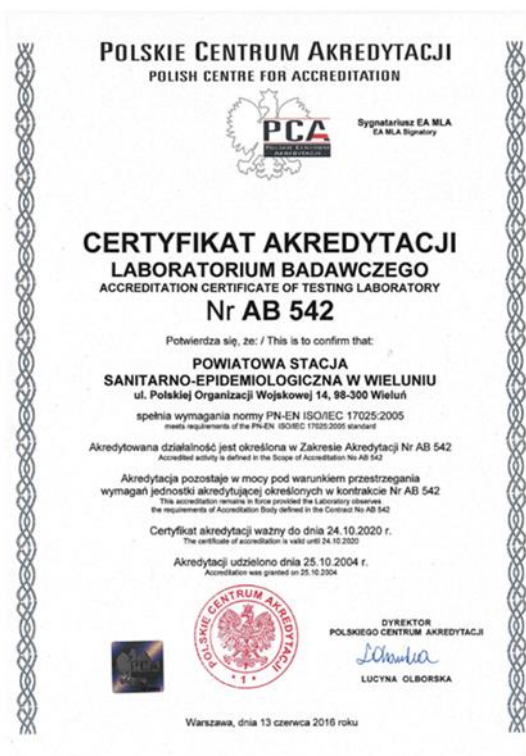 POLSKIE CENTRUM AKREDYTACJI
POLISH CENTRE FOR ACCREDITATION
PCA
POLSKIE CENTRUM
AKREDYTACJI
Sygnatariusz EA MLA
EA MLA Signatory
CERTYFIKAT AKREDYTACJI
LABORATORIUM BADAWCZEGO
ACCREDITATION CERTIFICATE OF TESTING LABORATORY
Nr AB 542
Potwierdza się, że: / This is to confirm that:
POWIATOWA STACJA
SANITARNO-EPIDEMIOLOGICZNA W WIELUNIU
ul. Polskiej Organizacji Wojskowej 14, 98-300 Wieluń
spełnia wymagania normy PN-EN ISO/IEC 17025:2005
meets requirements of the PN-EN ISO/IEC 17025:2005 standard
Akredytowana działalność jest określona w Zakresie Akredytacji Nr AB 542
Accredited activity is defined in the Scope of Accreditation No AB 542
Akredytacja pozostaje w mocy pod warunkiem przestrzegania
wymagań jednostki akredytującej określonych w kontrakcie Nr AB 542
This accreditation remains in force provided the Laboratory observes
the requirements of Accreditation Body defined in the Contract No AB 542
Certyfikat akredytacji ważny do dnia 24.10.2020 r.
The certificate of accreditation is valid until 24.10.2020
Akredytacji udzielono dnia 25.10.2004 r.
Accreditation was granted on 25.10.2004
POLSKIE CENTRUM AKREDYTACJI
* 1 *
PCA
DYREKTOR
POLSKIEGO CENTRUM AKREDYTACJI
LUCYNA OLBORSKA
Warszawa, dnia 13 czerwca 2016 roku